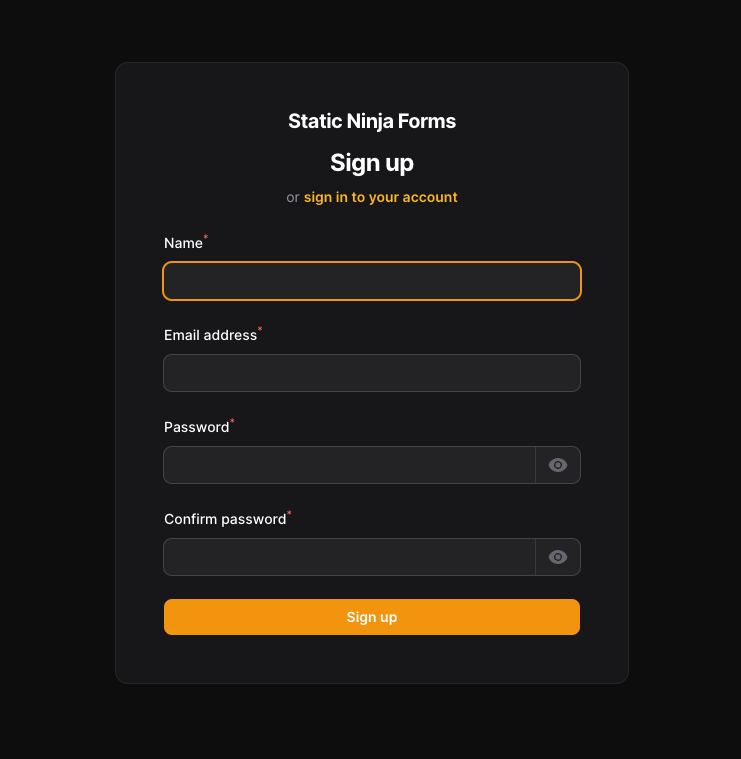 Static Ninja Forms
Sign up
or sign in to your account
Name*
Email address*
Password*
Confirm password*
Sign up